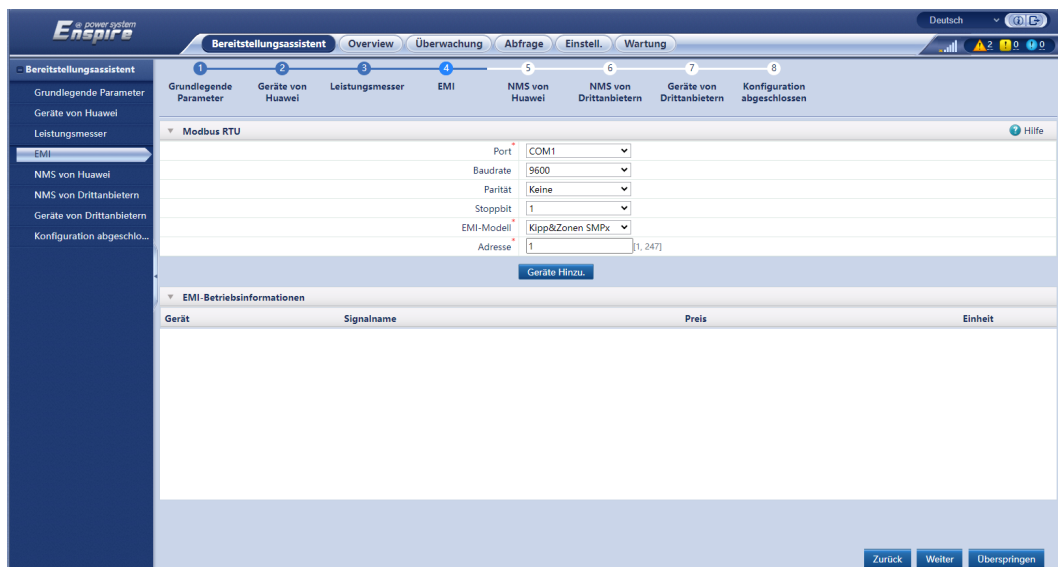 e power system
Enspire
Deutsch
Bereitstellungsassistent Overview Überwachung Abfrage Einstell. Wartung
2 0 0
Bereitstellungsassistent
Grundlegende Parameter
Geräte von Huawei
Leistungsmesser
EMI
NMS von Huawei
NMS von Drittanbietern
Geräte von Drittanbietern
Konfiguration abgeschlo...
1 2 3 4 5 6 7 8
Grundlegende Parameter
Geräte von Huawei
Leistungsmesser
EMI
NMS von Huawei
NMS von Drittanbietern
Geräte von Drittanbietern
Konfiguration abgeschlossen
Modbus RTU
Hilfe
Port * COM1
Baudrate 9600
Parität Keine
Stoppbit 1
EMI-Modell * Kipp&Zonen SMPx
Adresse * 1 [1, 247]
Geräte Hinzu.
EMI-Betriebsinformationen
Gerät Signalname Preis Einheit
Zurück Weiter Überspringen